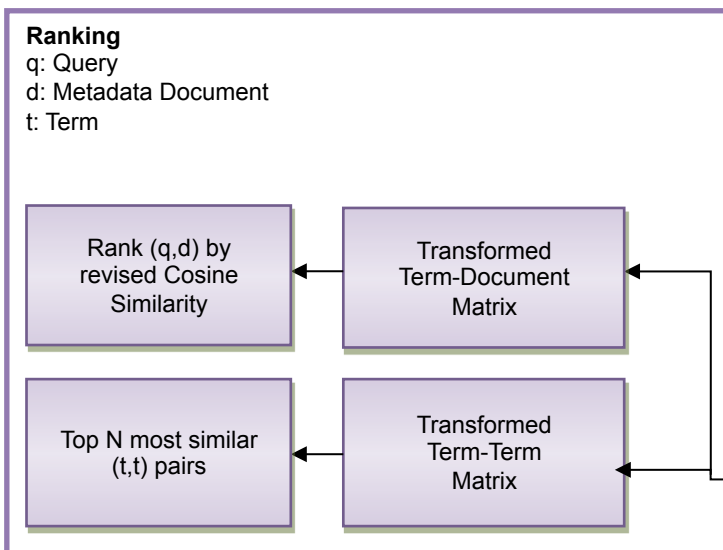 Ranking
q: Query
d: Metadata Document
t: Term
Rank (q,d) by
revised Cosine
Similarity
Transformed
Term-Document
Matrix
Top N most similar
(t,t) pairs
Transformed
Term-Term
Matrix